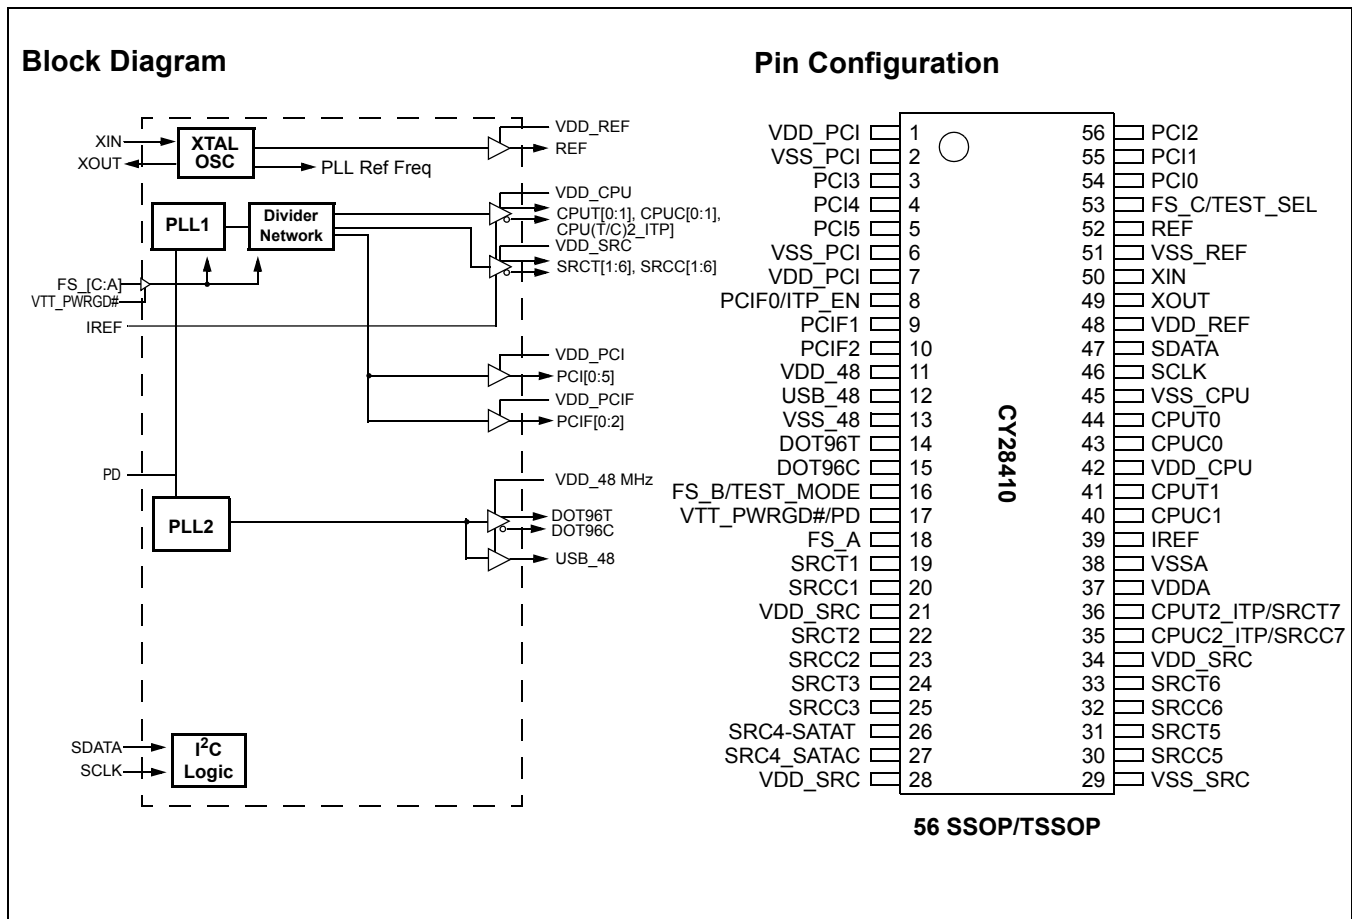 Block Diagram
XIN
XOUT
XTAL
OSC
VDD_REF
REF
PLL Ref Freq
PLL1
Divider
Network
VDD_CPU
CPUT[0:1], CPUC[0:1],
CPU(T/C)2_ITP]
VDD_SRC
SRCT[1:6], SRCC[1:6]
FS_[C:A]
VTT_PWRGD#
IREF
VDD_PCI
PCI[0:5]
VDD_PCIF
PCIF[0:2]
PD
VDD_48 MHz
PLL2
DOT96T
DOT96C
USB_48
SDATA
SCLK
I2C
Logic
Pin Configuration
VDD_PCI 1 56 PCI2
VSS_PCI 2 55 PCI1
PCI3 3 54 PCI0
PCI4 4 53 FS_C/TEST_SEL
PCI5 5 52 REF
VSS_PCI 6 51 VSS_REF
VDD_PCI 7 50 XIN
PCIF0/ITP_EN 8 49 XOUT
PCIF1 9 48 VDD_REF
PCIF2 10 47 SDATA
VDD_48 11 46 SCLK
USB_48 12 45 VSS_CPU
VSS_48 13 44 CPUT0
DOT96T 14 43 CPUC0
DOT96C 15 42 VDD_CPU
FS_B/TEST_MODE 16 41 CPUT1
VTT_PWRGD#/PD 17 40 CPUC1
FS_A 18 39 IREF
SRCT1 19 38 VSSA
SRCC1 20 37 VDDA
VDD_SRC 21 36 CPUT2_ITP/SRCT7
SRCT2 22 35 CPUC2_ITP/SRCC7
SRCC2 23 34 VDD_SRC
SRCT3 24 33 SRCT6
SRCC3 25 32 SRCC6
SRC4-SATAT 26 31 SRCT5
SRC4_SATAC 27 30 SRCC5
VDD_SRC 28 29 VSS_SRC
CY28410
56 SSOP/TSSOP